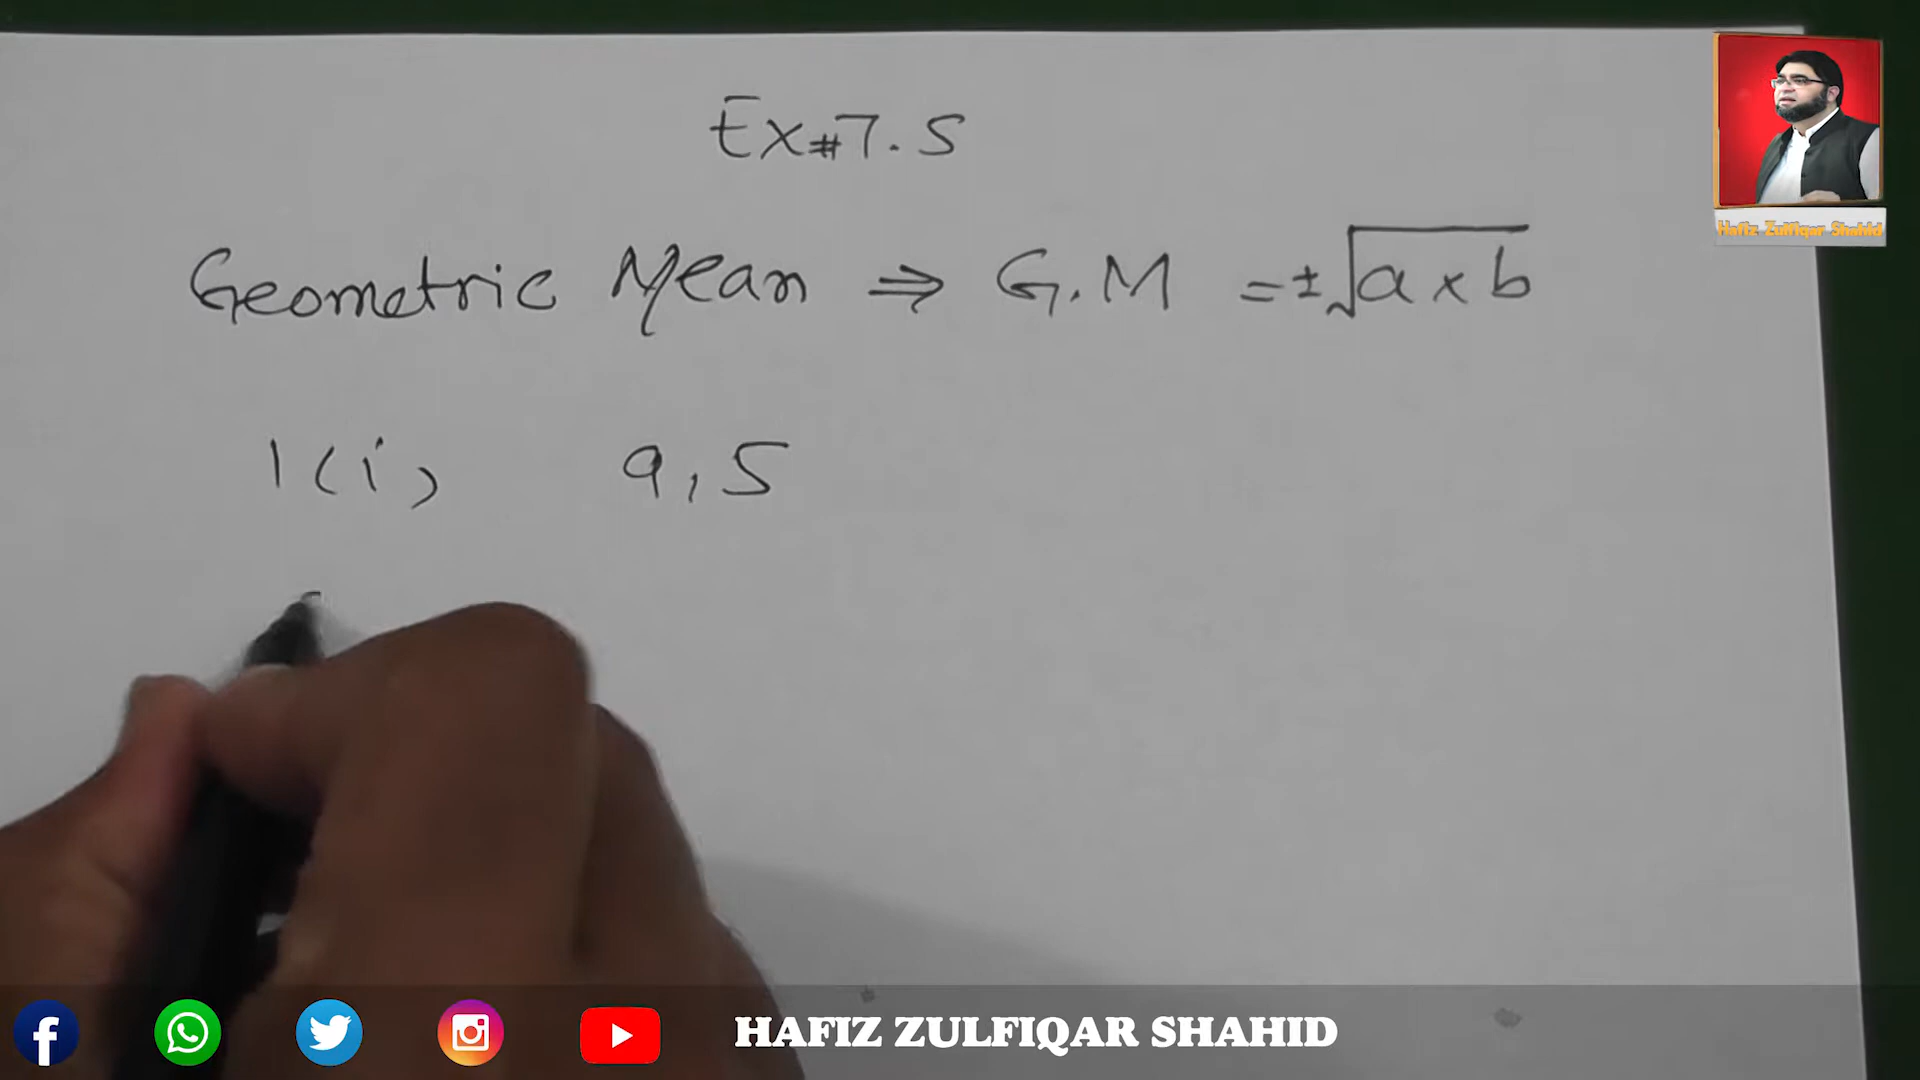 Ex#7.5
Hafiz Zulfiqar Shahid
Geometric Mean ⇒ G.M = ±√a×b
1(i) 9,5
HAFIZ ZULFIQAR SHAHID